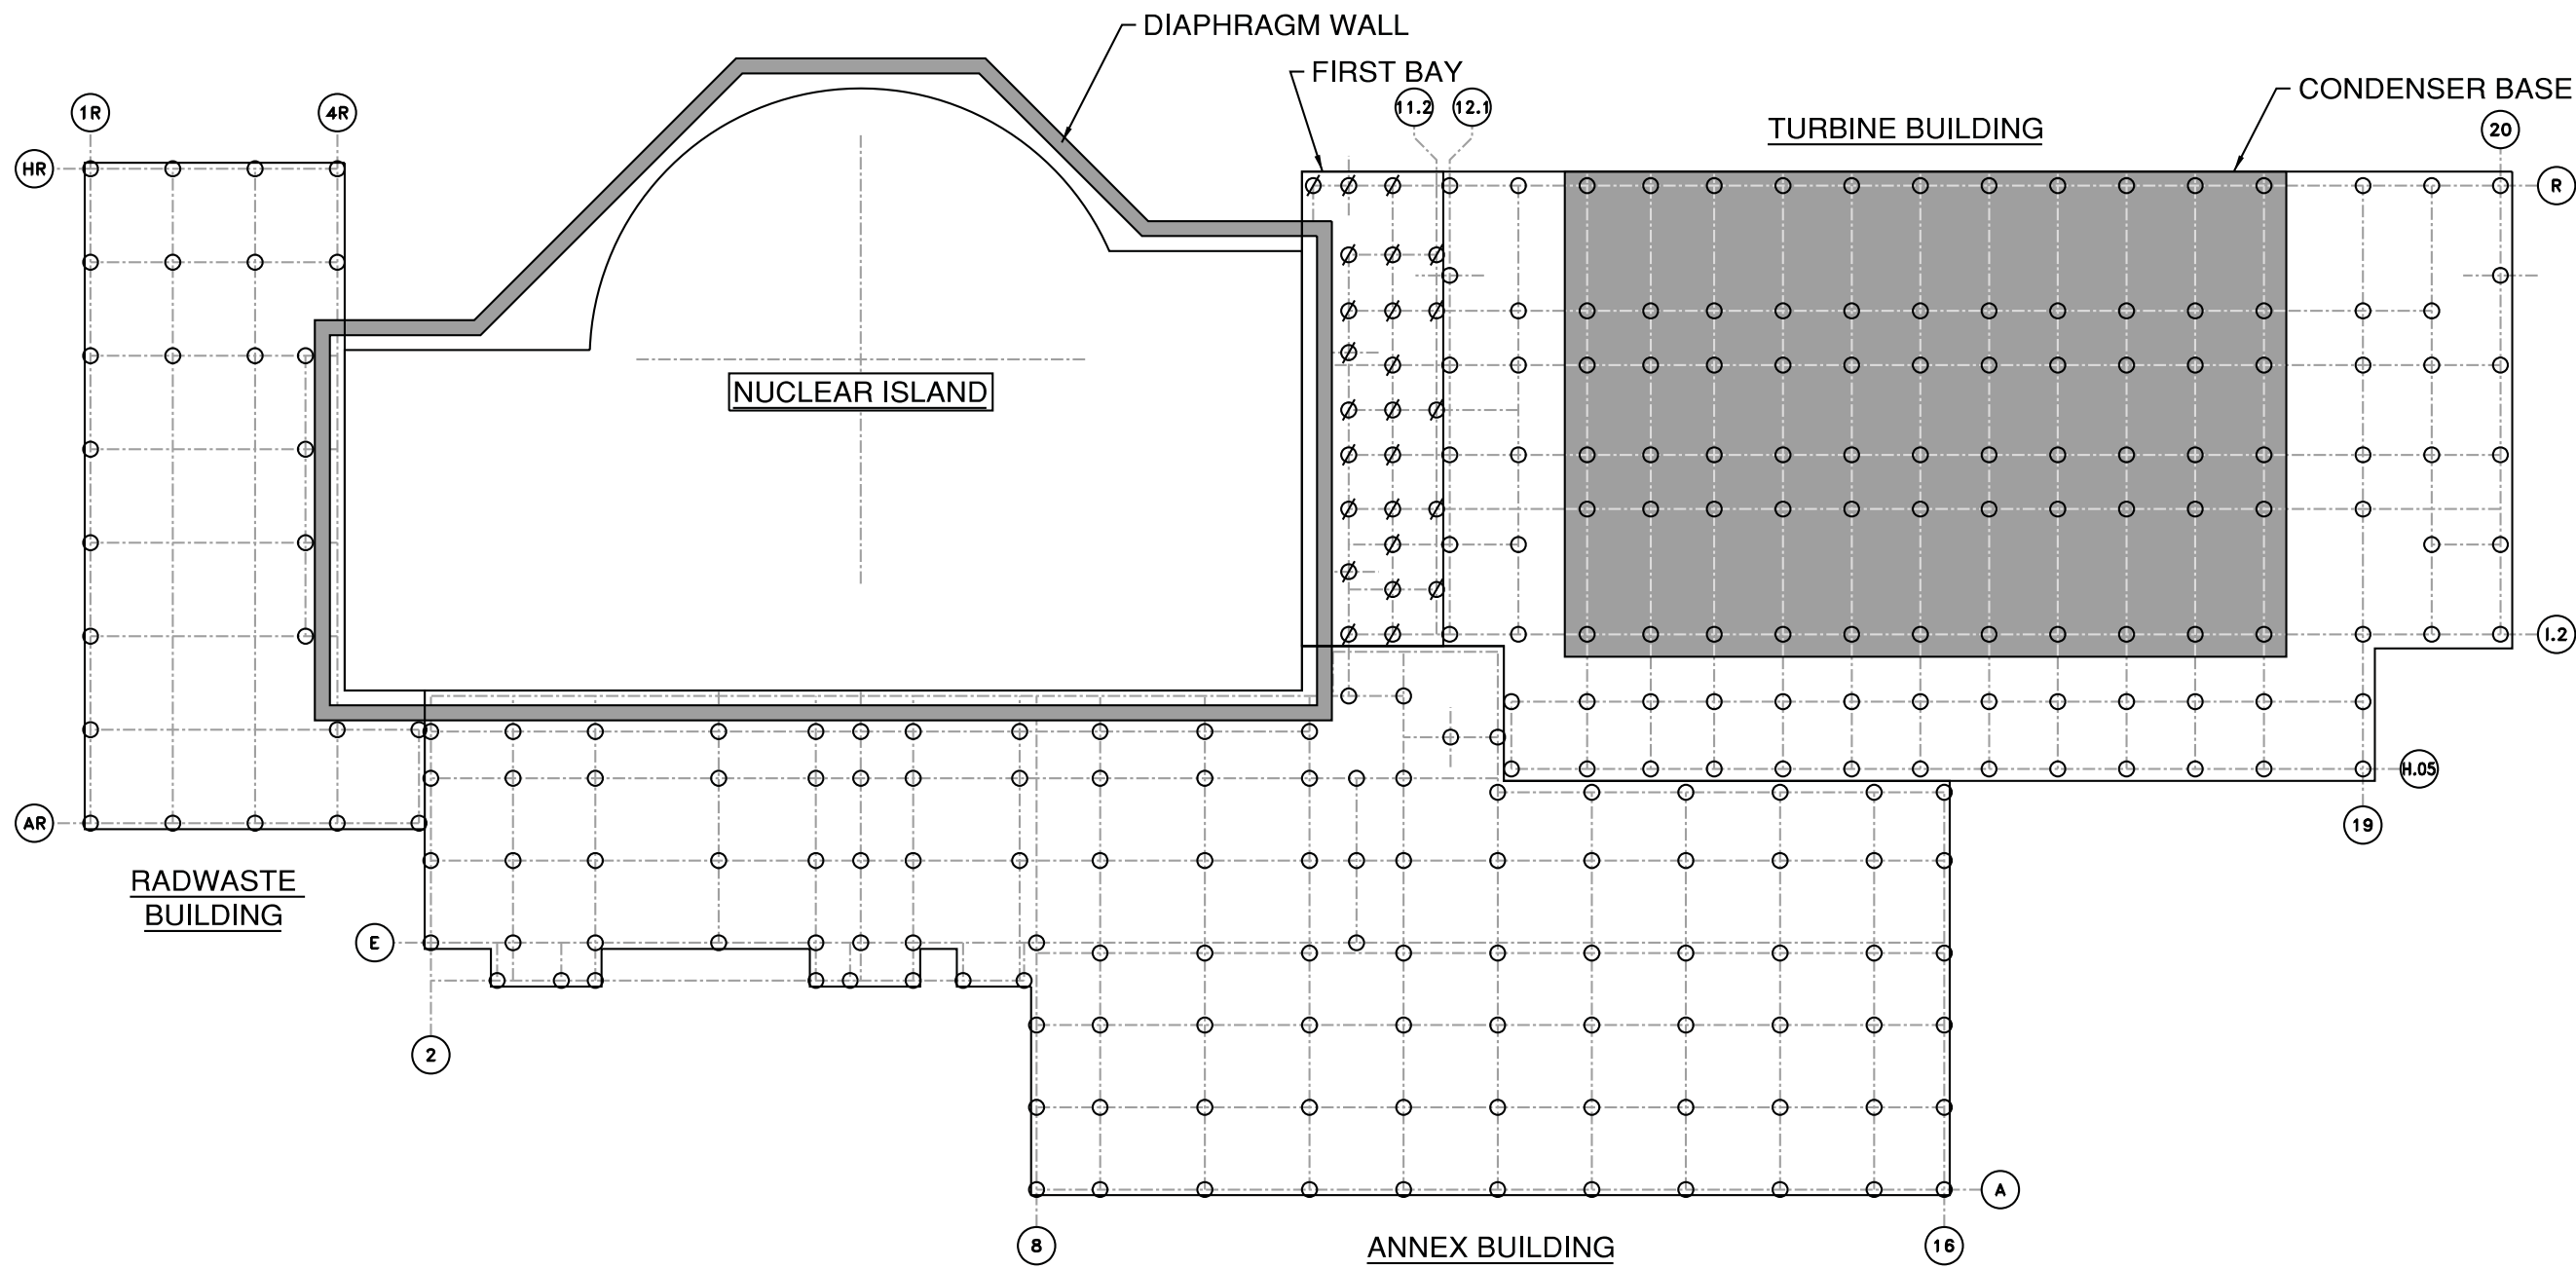 DIAPHRAGM WALL
FIRST BAY
CONDENSER BASE
1R
4R
11.2
12.1
TURBINE BUILDING
20
HR
R
NUCLEAR ISLAND
I.2
H.05
AR
19
RADWASTE
BUILDING
E
2
A
8
ANNEX BUILDING
16